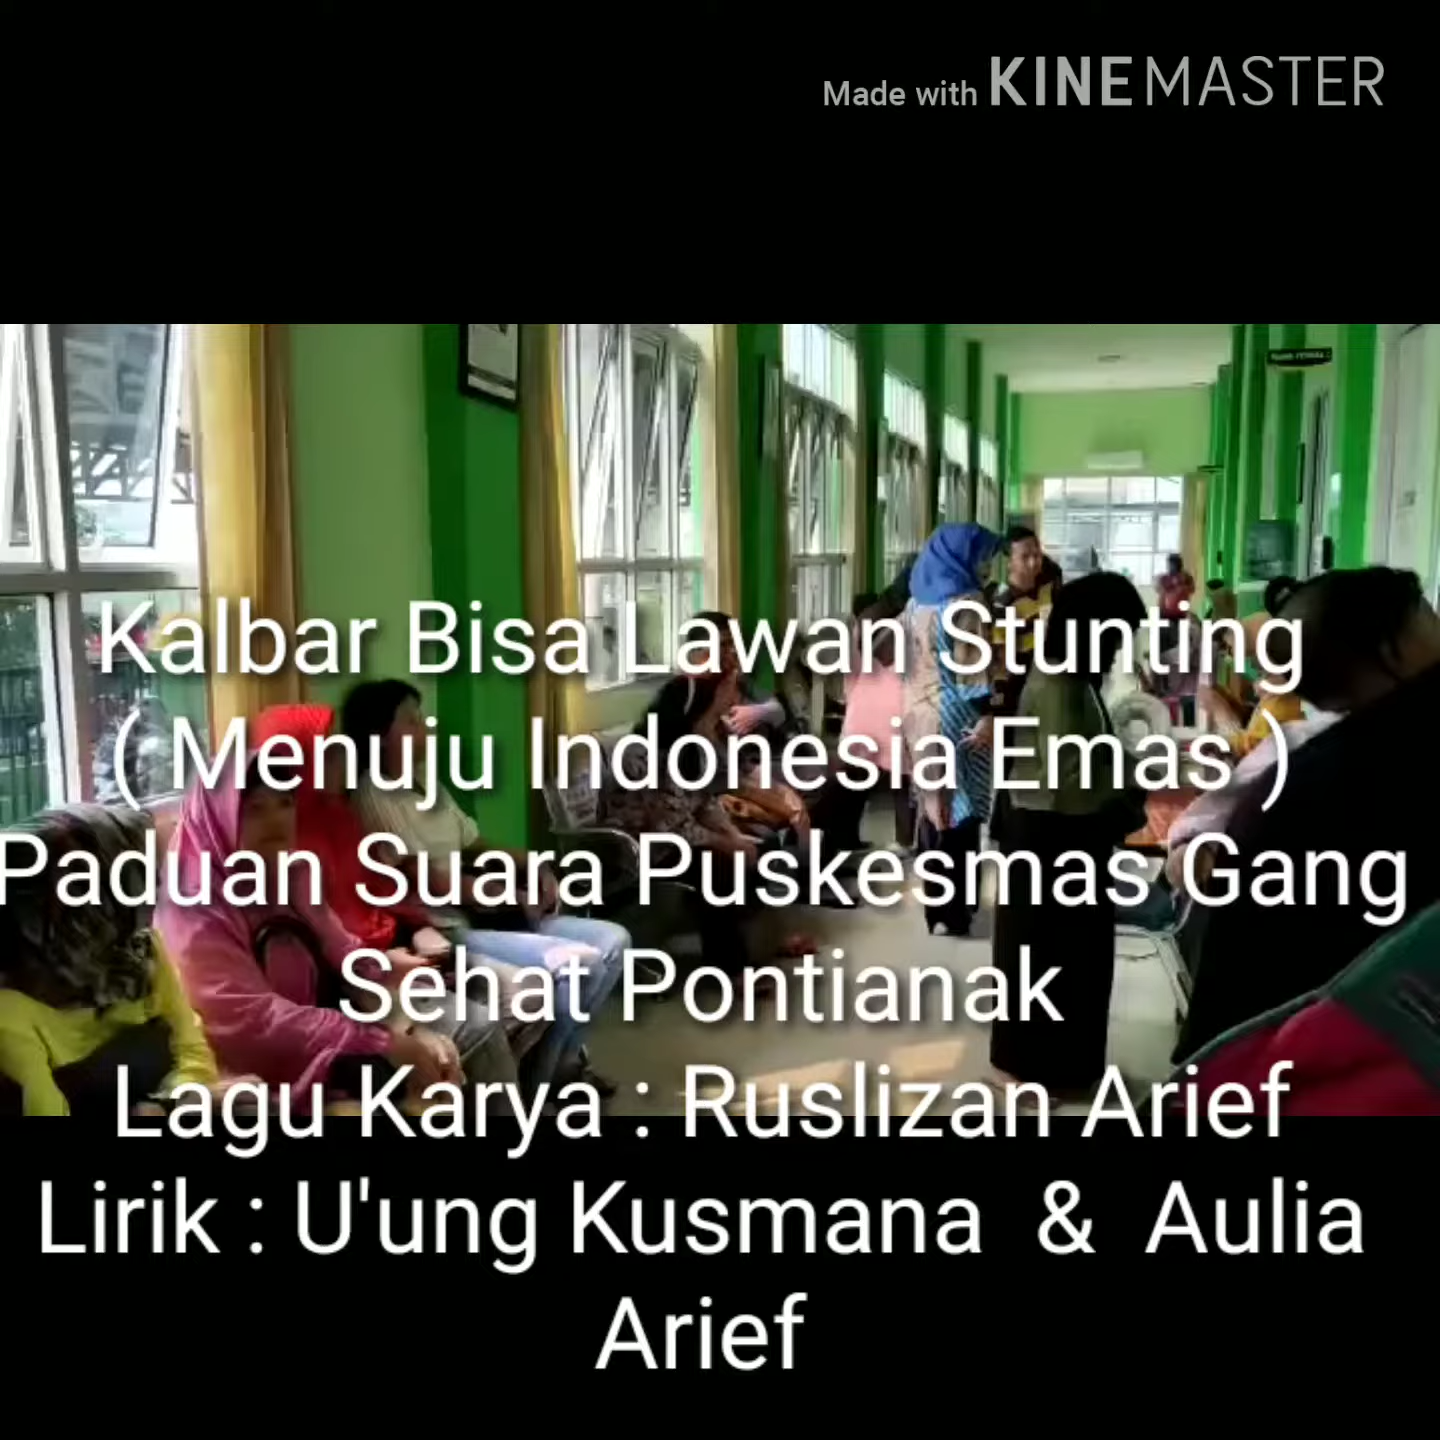 Made with KINEMASTER
Kalbar Bisa Lawan Stunting
( Menuju Indonesia Emas )
Paduan Suara Puskesmas Gang
Sehat Pontianak
Lagu Karya : Ruslizan Arief
Lirik : U'ung Kusmana & Aulia
Arief